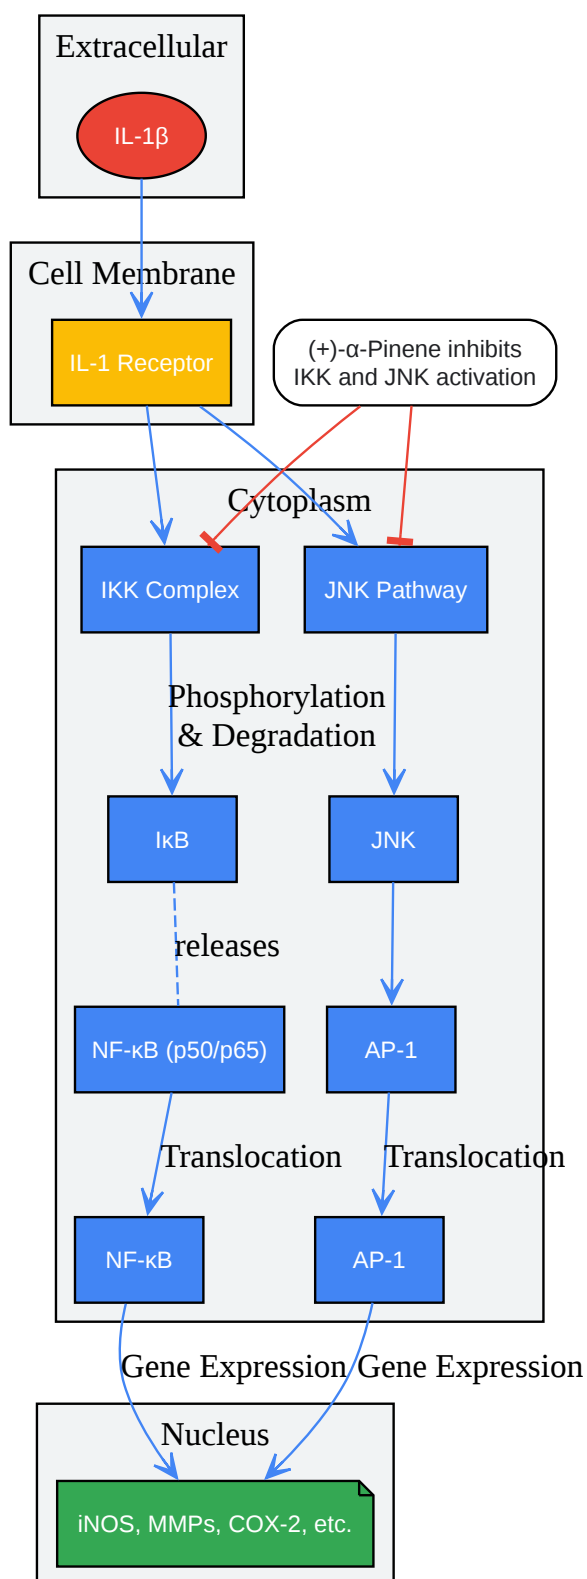 Extracellular
IL-1β
Cell Membrane
IL-1 Receptor
(+)-α-Pinene inhibits
IKK and JNK activation
Cytoplasm
IKK Complex
JNK Pathway
Phosphorylation
& Degradation
IκB
JNK
releases
NF-κB (p50/p65)
AP-1
Translocation
Translocation
NF-κB
AP-1
Gene Expression
Gene Expression
Nucleus
iNOS, MMPs, COX-2, etc.